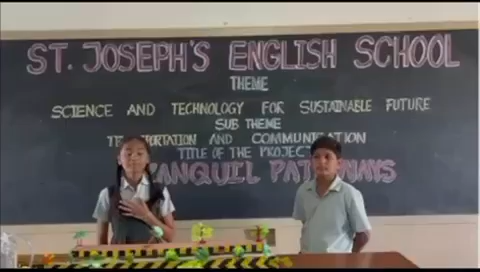 ST. JOSEPH'S ENGLISH SCHOOL
THEME
SCIENCE AND TECHNOLOGY FOR SUSTAINABLE FUTURE
SUB THEME
AND COMMUNICATION
TITLE OF THE PROJECT